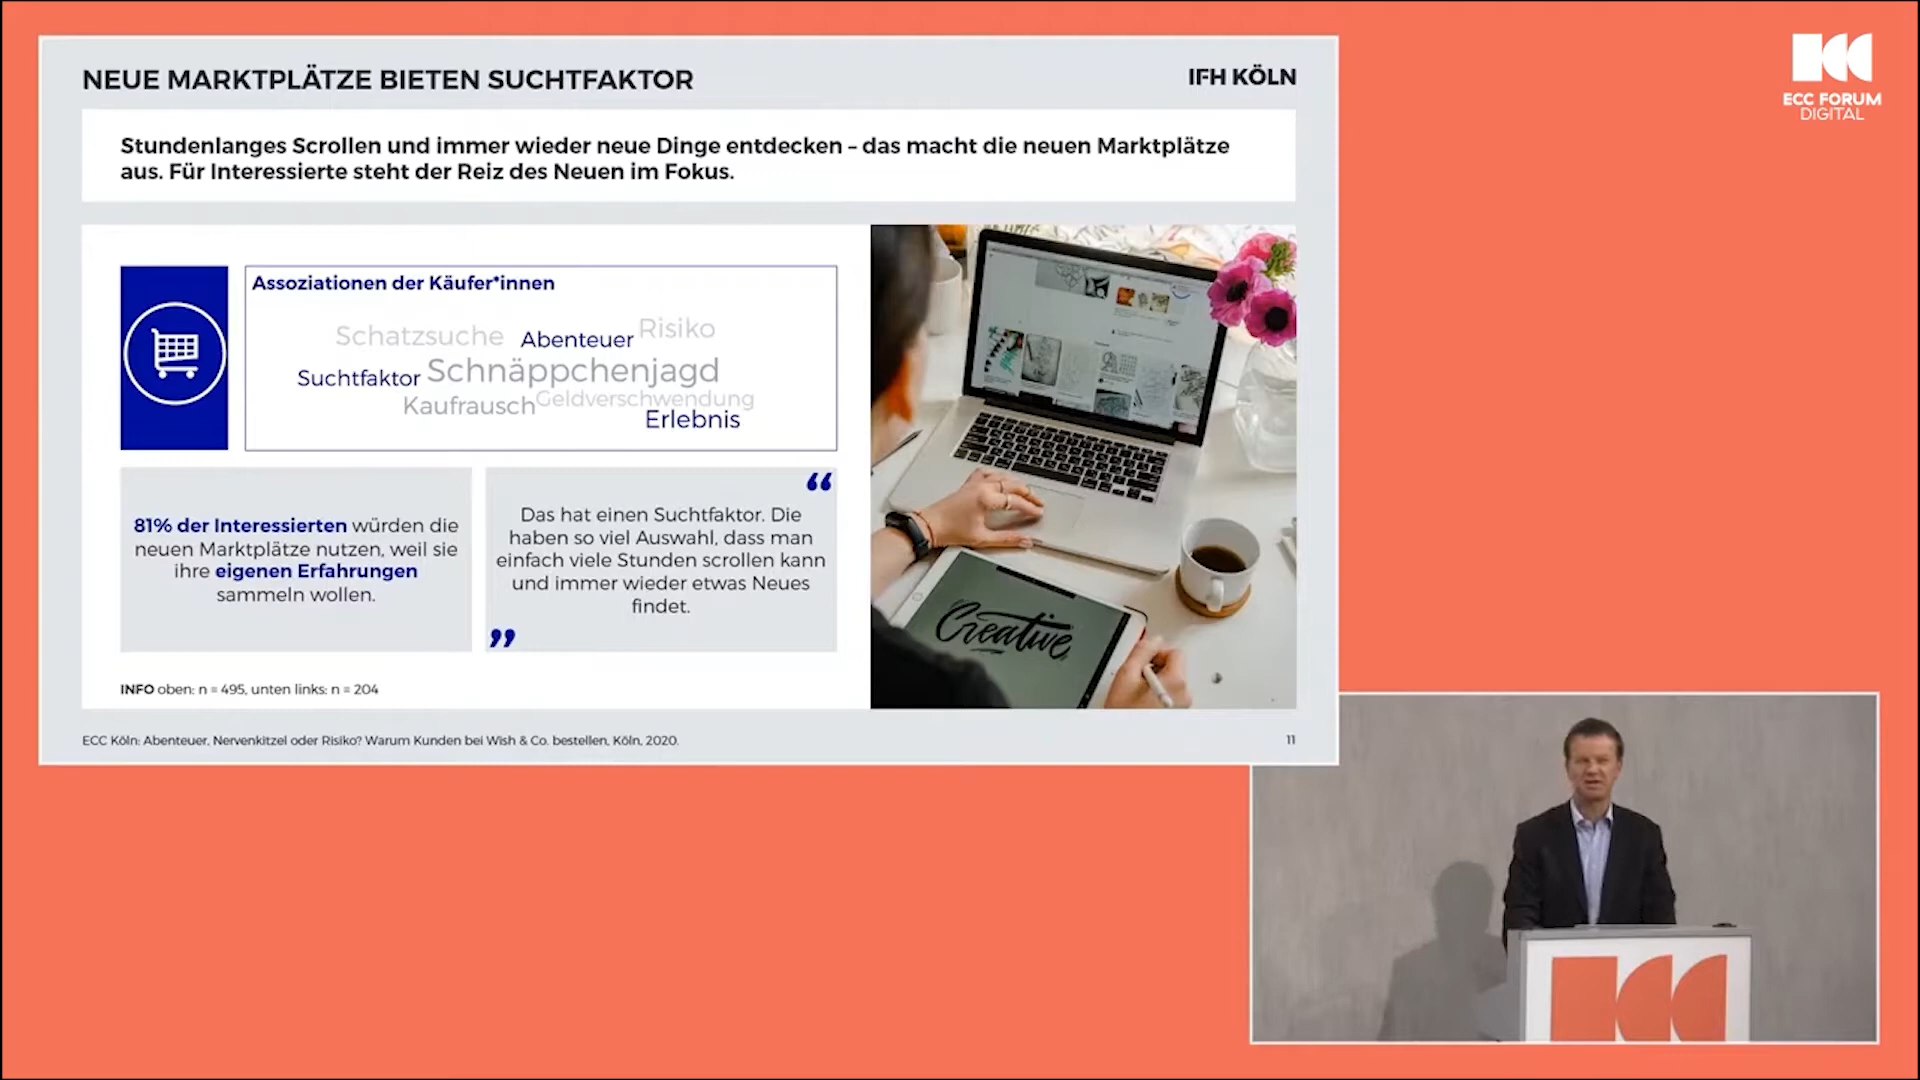 NEUE MARKTPLÄTZE BIETEN SUCHTFAKTOR
IFH KÖLN
ECC FORUM
DIGITAL
Stundenlanges Scrollen und immer wieder neue Dinge entdecken – das macht die neuen Marktplätze
aus. Für Interessierte steht der Reiz des Neuen im Fokus.
Assoziationen der Käufer*innen
Schatzsuche Abenteuer Risiko
Suchtfaktor Schnäppchenjagd
Kaufrausch Geldverschwendung
Erlebnis
81% der Interessierten würden die
neuen Marktplätze nutzen, weil sie
ihre eigenen Erfahrungen
sammeln wollen.
“
Das hat einen Suchtfaktor. Die
haben so viel Auswahl, dass man
einfach viele Stunden scrollen kann
und immer wieder etwas Neues
findet.
”
Creative
INFO oben: n = 495, unten links: n = 204
ECC Köln: Abenteuer, Nervenkitzel oder Risiko? Warum Kunden bei Wish & Co. bestellen, Köln, 2020.
11